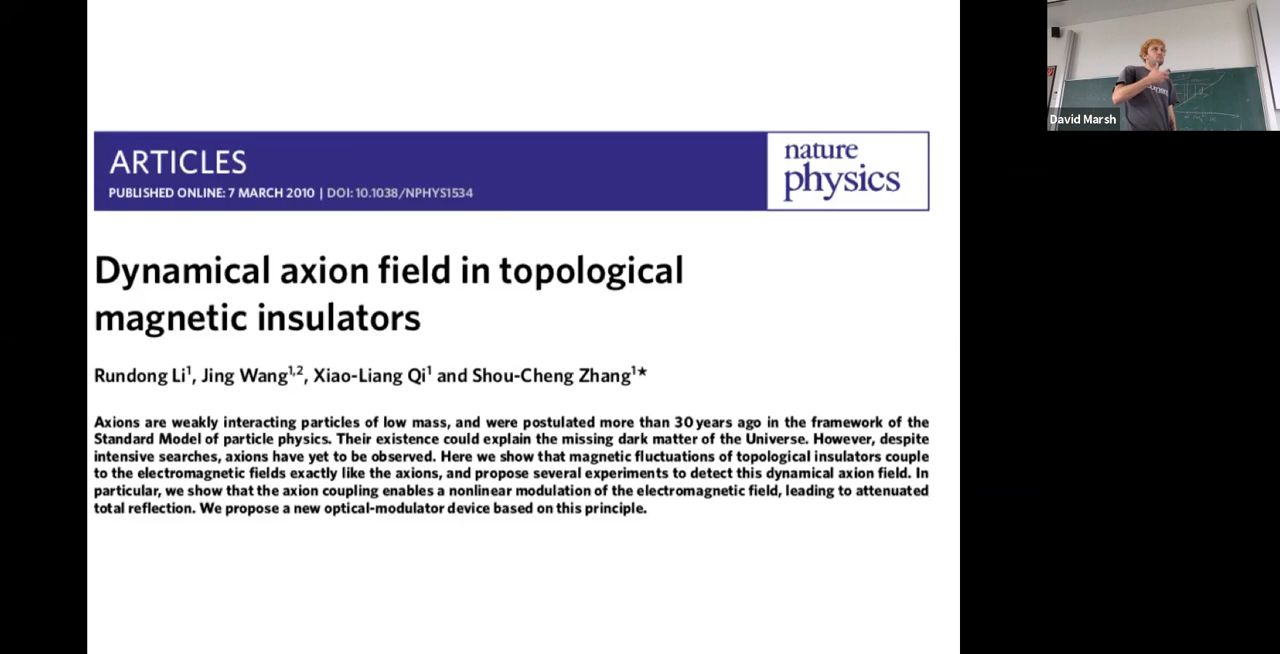 ARTICLES
PUBLISHED ONLINE: 7 MARCH 2010 | DOI: 10.1038/NPHYS1534
nature
physics
Dynamical axion field in topological
magnetic insulators
Rundong Li¹, Jing Wang¹,², Xiao-Liang Qi¹ and Shou-Cheng Zhang¹★
Axions are weakly interacting particles of low mass, and were postulated more than 30 years ago in the framework of the
Standard Model of particle physics. Their existence could explain the missing dark matter of the Universe. However, despite
intensive searches, axions have yet to be observed. Here we show that magnetic fluctuations of topological insulators couple
to the electromagnetic fields exactly like the axions, and propose several experiments to detect this dynamical axion field. In
particular, we show that the axion coupling enables a nonlinear modulation of the electromagnetic field, leading to attenuated
total reflection. We propose a new optical-modulator device based on this principle.
David Marsh